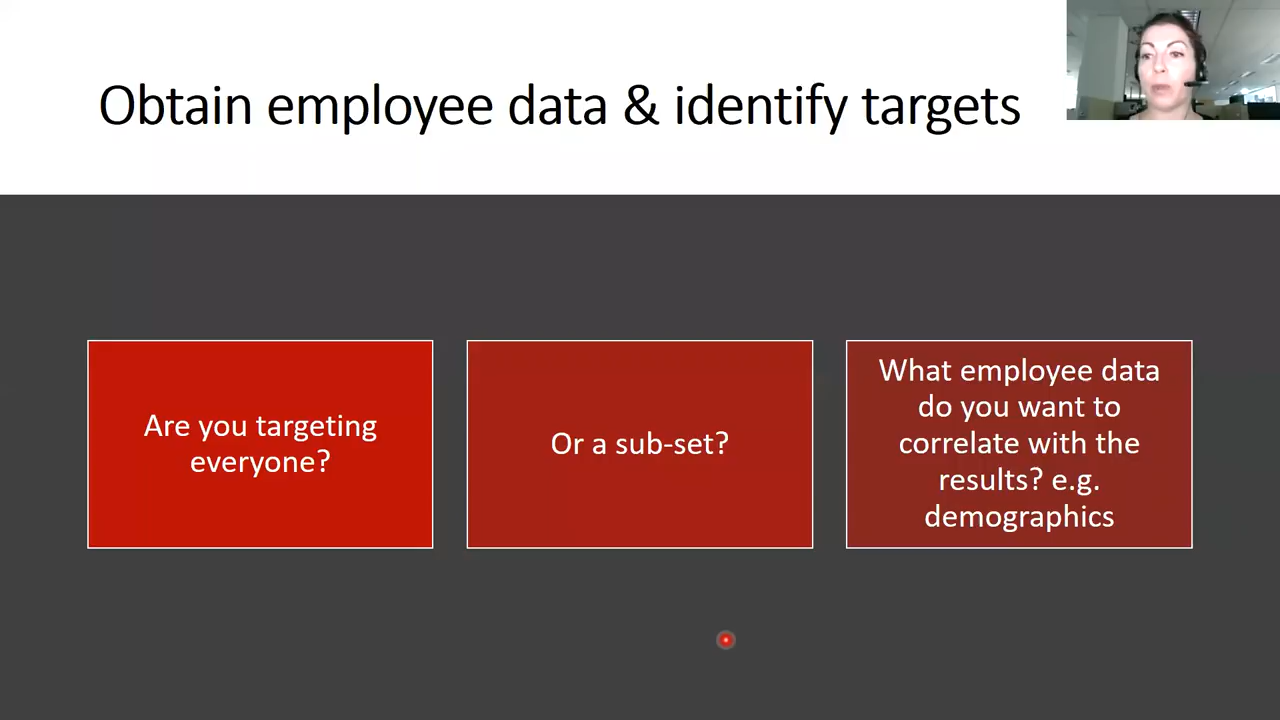 Obtain employee data & identify targets
Are you targeting
everyone?
Or a sub-set?
What employee data
do you want to
correlate with the
results? e.g.
demographics